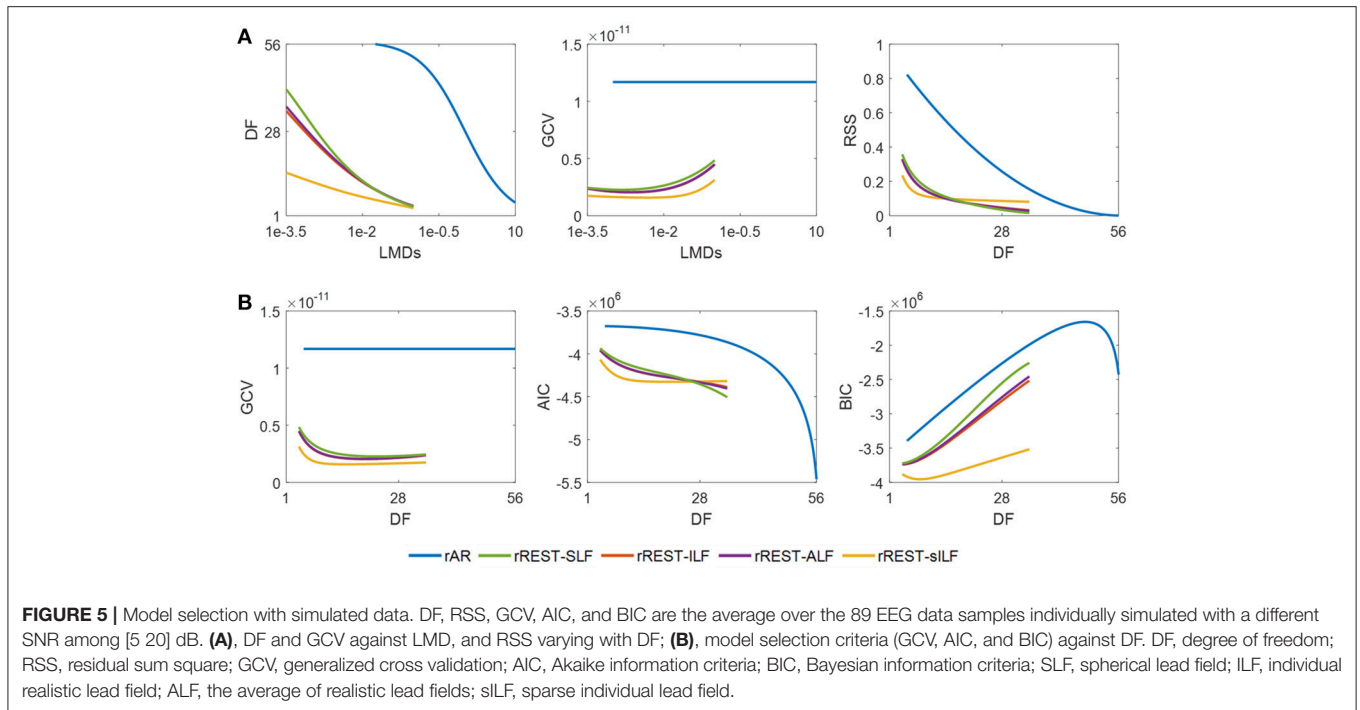 A
56
28
1
DF
1e-3.5
1e-2
1e-0.5
10
LMDs
×10-11
1.5
1
0.5
0
GCV
1e-3.5
1e-2
1e-0.5
10
LMDs
1
0.8
0.6
0.4
0.2
0
RSS
1
28
56
DF
B
×10-11
1.5
1
0.5
0
GCV
1
28
56
DF
×106
-3.5
-4
-4.5
-5
-5.5
AIC
1
28
56
DF
×106
-1.5
-2
-2.5
-3
-3.5
-4
BIC
1
28
56
DF
rAR rREST-SLF rREST-ILF rREST-ALF rREST-sILF
FIGURE 5 | Model selection with simulated data. DF, RSS, GCV, AIC, and BIC are the average over the 89 EEG data samples individually simulated with a different
SNR among [5 20] dB. (A), DF and GCV against LMD, and RSS varying with DF; (B), model selection criteria (GCV, AIC, and BIC) against DF. DF, degree of freedom;
RSS, residual sum square; GCV, generalized cross validation; AIC, Akaike information criteria; BIC, Bayesian information criteria; SLF, spherical lead field; ILF, individual
realistic lead field; ALF, the average of realistic lead fields; sILF, sparse individual lead field.